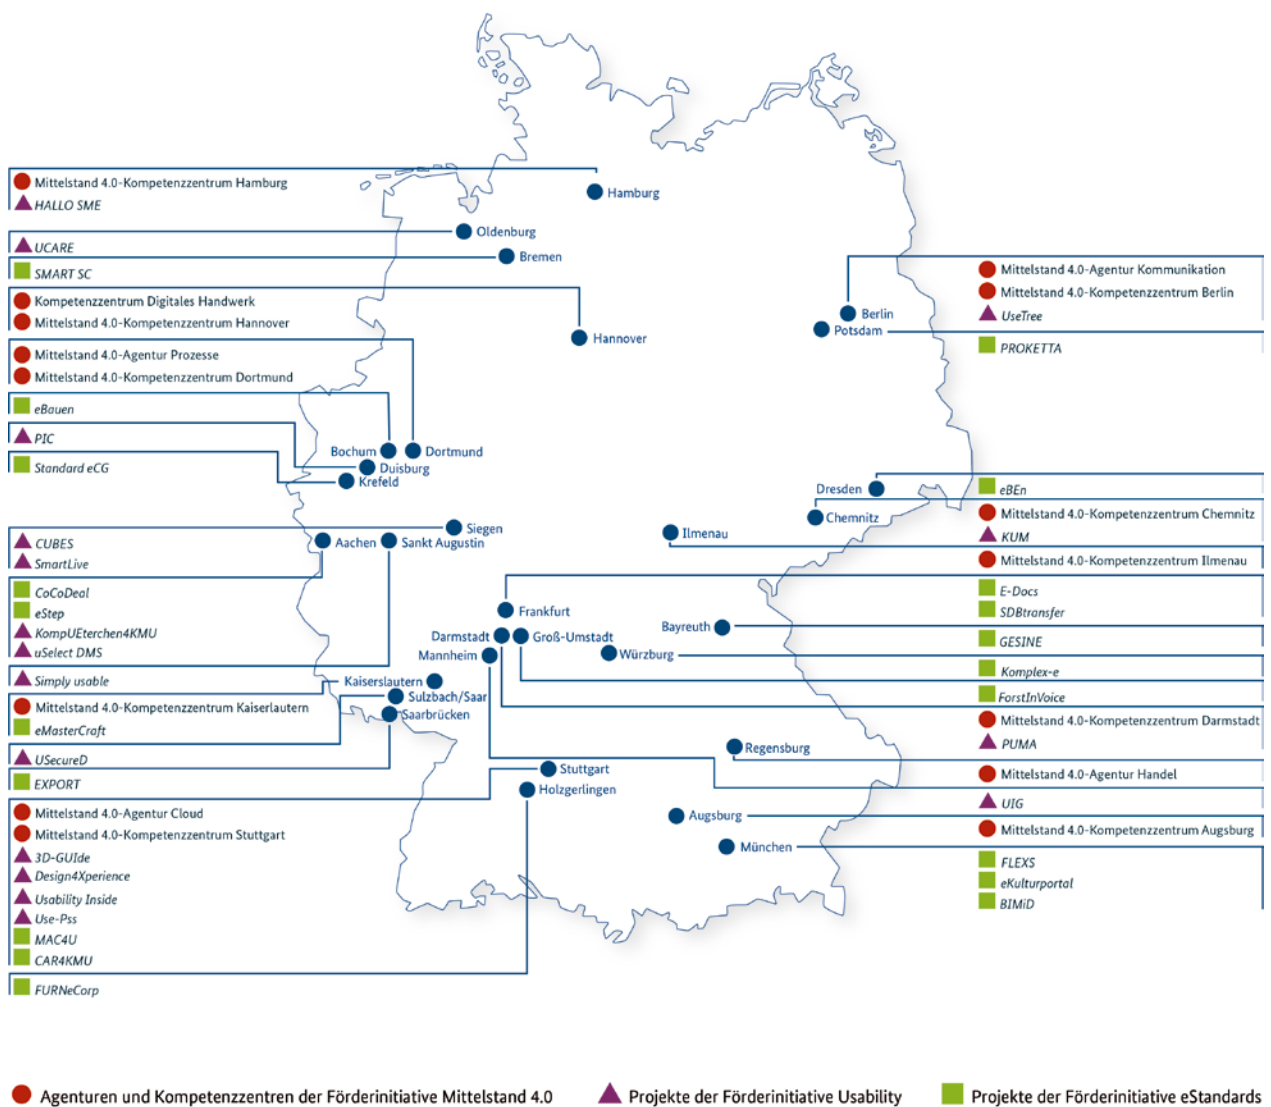 Mittelstand 4.0-Kompetenzzentrum Hamburg
HALLO SME
Hamburg
Oldenburg
UCARE
Bremen
SMART SC
Kompetenzzentrum Digitales Handwerk
Mittelstand 4.0-Kompetenzzentrum Hannover
Hannover
Mittelstand 4.0-Agentur Prozesse
Mittelstand 4.0-Kompetenzzentrum Dortmund
eBauen
PIC
Standard eCG
Bochum
Dortmund
Duisburg
Krefeld
Siegen
Aachen
Sankt Augustin
CUBES
SmartLive
CoCoDeal
eStep
KompUEterchen4KMU
uSelect DMS
Simply usable
Mittelstand 4.0-Kompetenzzentrum Kaiserlautern
eMasterCraft
USecureD
EXPORT
Mittelstand 4.0-Agentur Cloud
Mittelstand 4.0-Kompetenzzentrum Stuttgart
3D-GUIde
Design4Xperience
Usability Inside
Use-Pss
MAC4U
CAR4KMU
FURNeCorp
Frankfurt
Darmstadt
Groß-Umstadt
Mannheim
Würzburg
Bayreuth
Kaiserslautern
Sulzbach/Saar
Saarbrücken
Stuttgart
Holzgerlingen
Regensburg
Augsburg
München
Ilmenau
Dresden
Chemnitz
Berlin
Potsdam
Mittelstand 4.0-Agentur Kommunikation
Mittelstand 4.0-Kompetenzzentrum Berlin
UseTree
PROKETTA
eBEn
Mittelstand 4.0-Kompetenzzentrum Chemnitz
KUM
Mittelstand 4.0-Kompetenzzentrum Ilmenau
E-Docs
SDBtransfer
GESINE
Komplex-e
ForstInVoice
Mittelstand 4.0-Kompetenzzentrum Darmstadt
PUMA
Mittelstand 4.0-Agentur Handel
UIG
Mittelstand 4.0-Kompetenzzentrum Augsburg
FLEXS
eKulturportal
BIMiD
Agenturen und Kompetenzzentren der Förderinitiative Mittelstand 4.0
Projekte der Förderinitiative Usability
Projekte der Förderinitiative eStandards